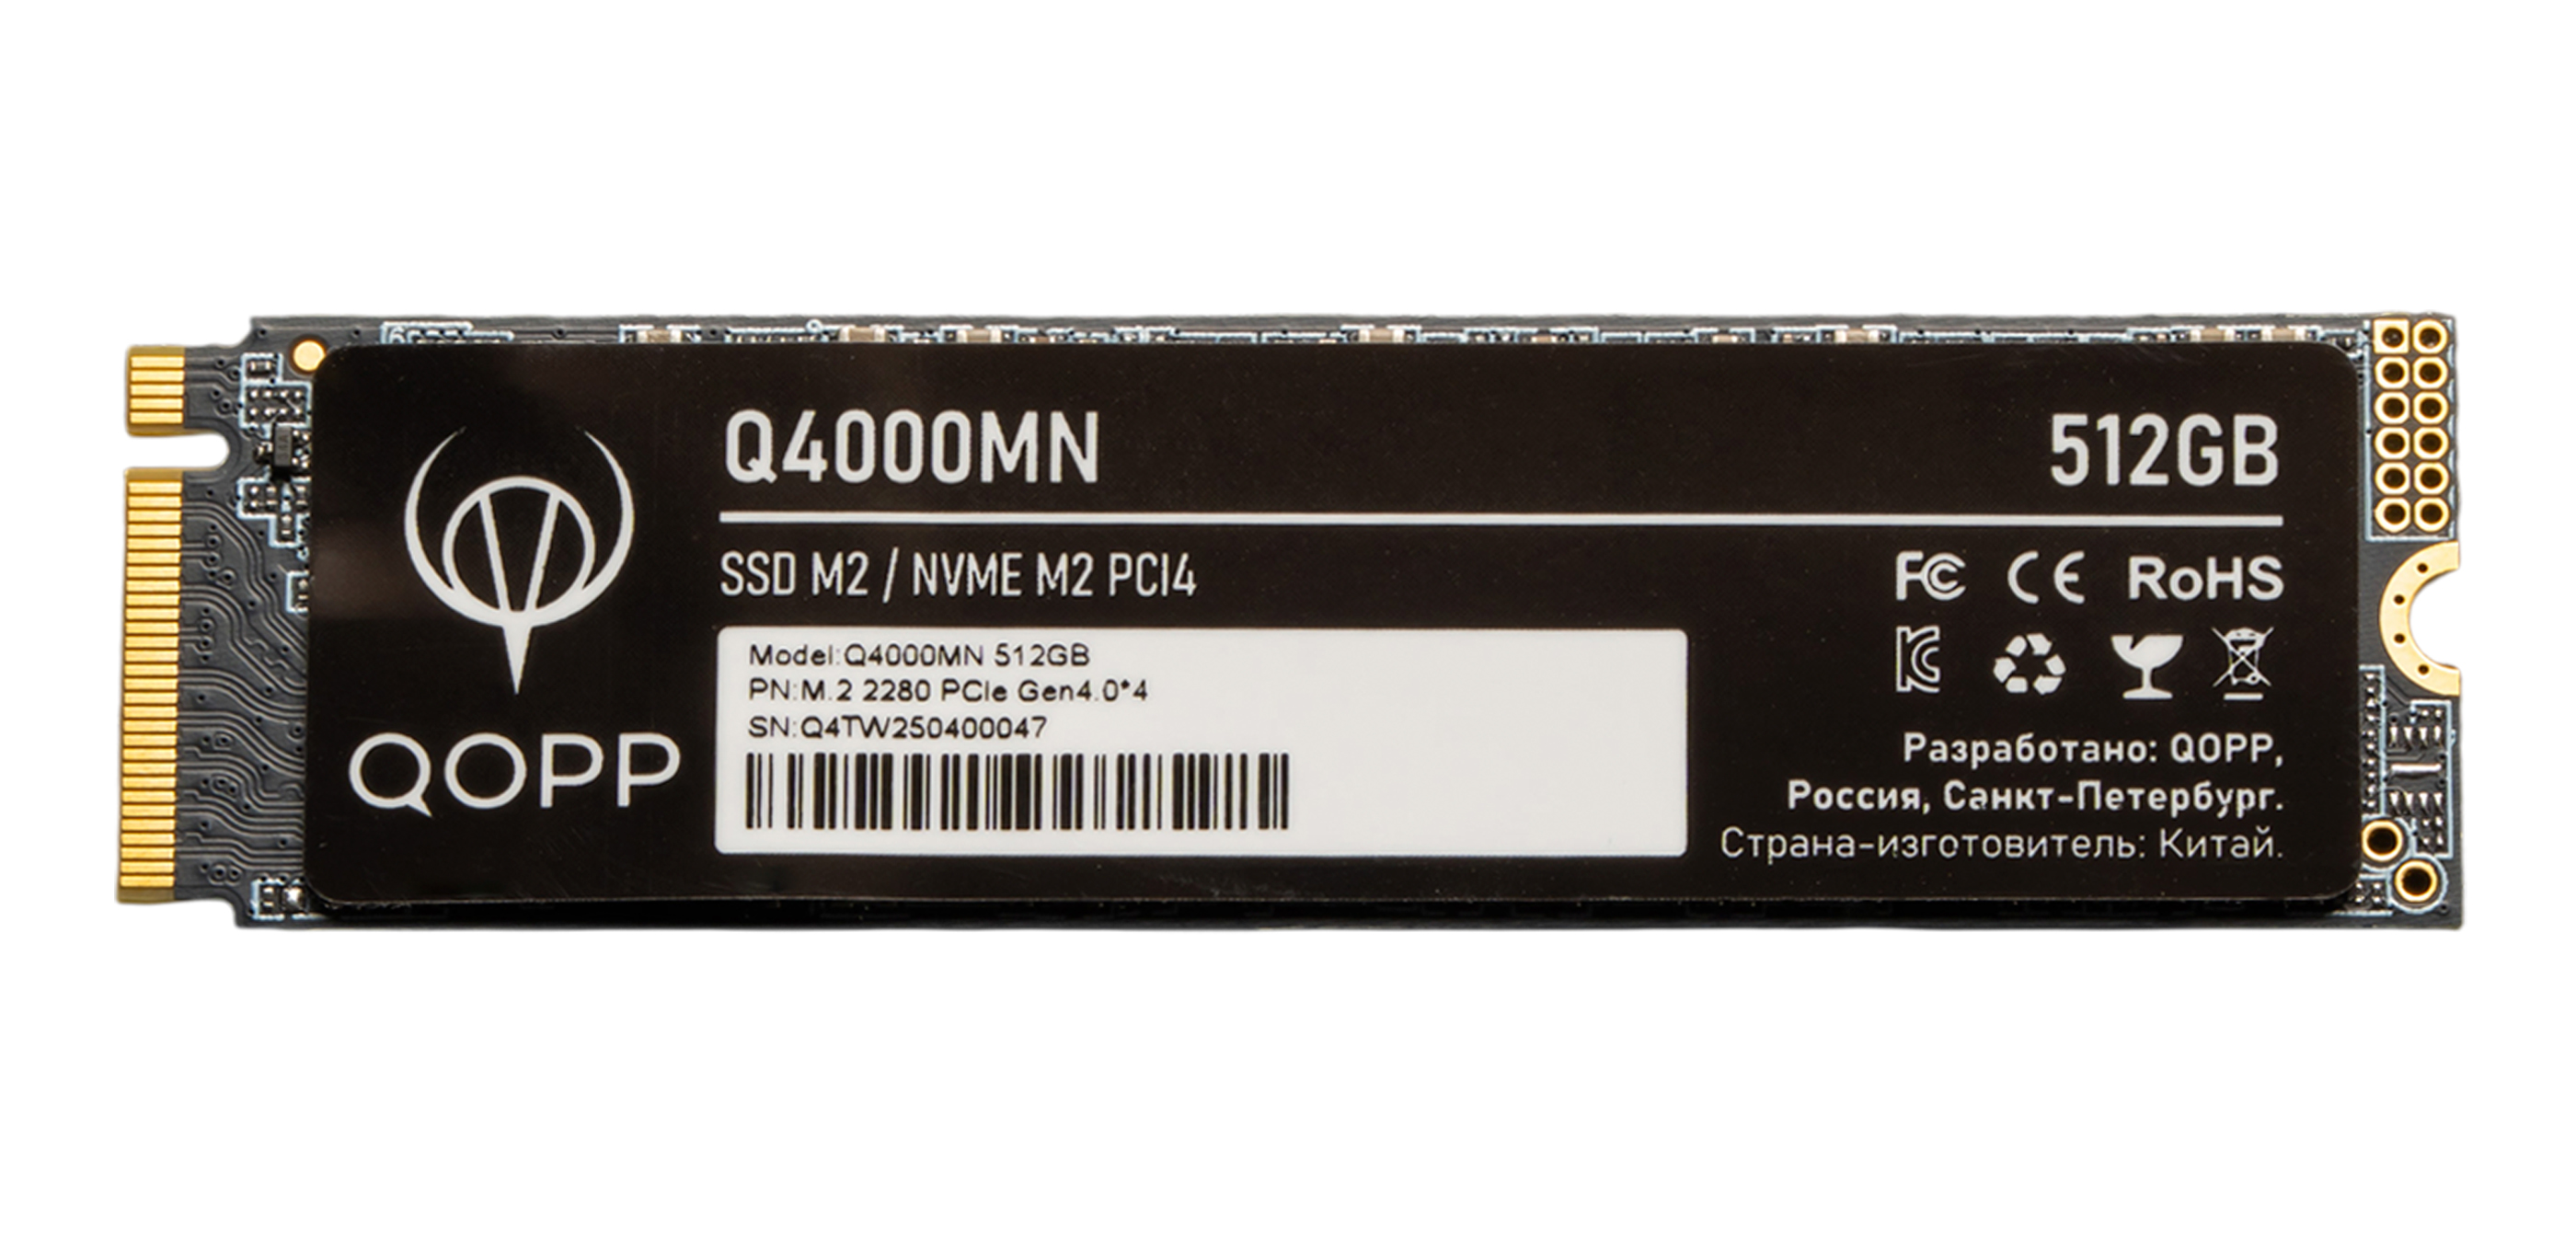 Q4000MN
512GB
SSD M2 / NVME M2 PCI4
FC CE RoHS
Model:Q4000MN 512GB
PN:M.2 2280 PCIe Gen4.0*4
SN:Q4TW250400047
QOPP
Разработано: QOPP,
Россия, Санкт-Петербург.
Страна-изготовитель: Китай.